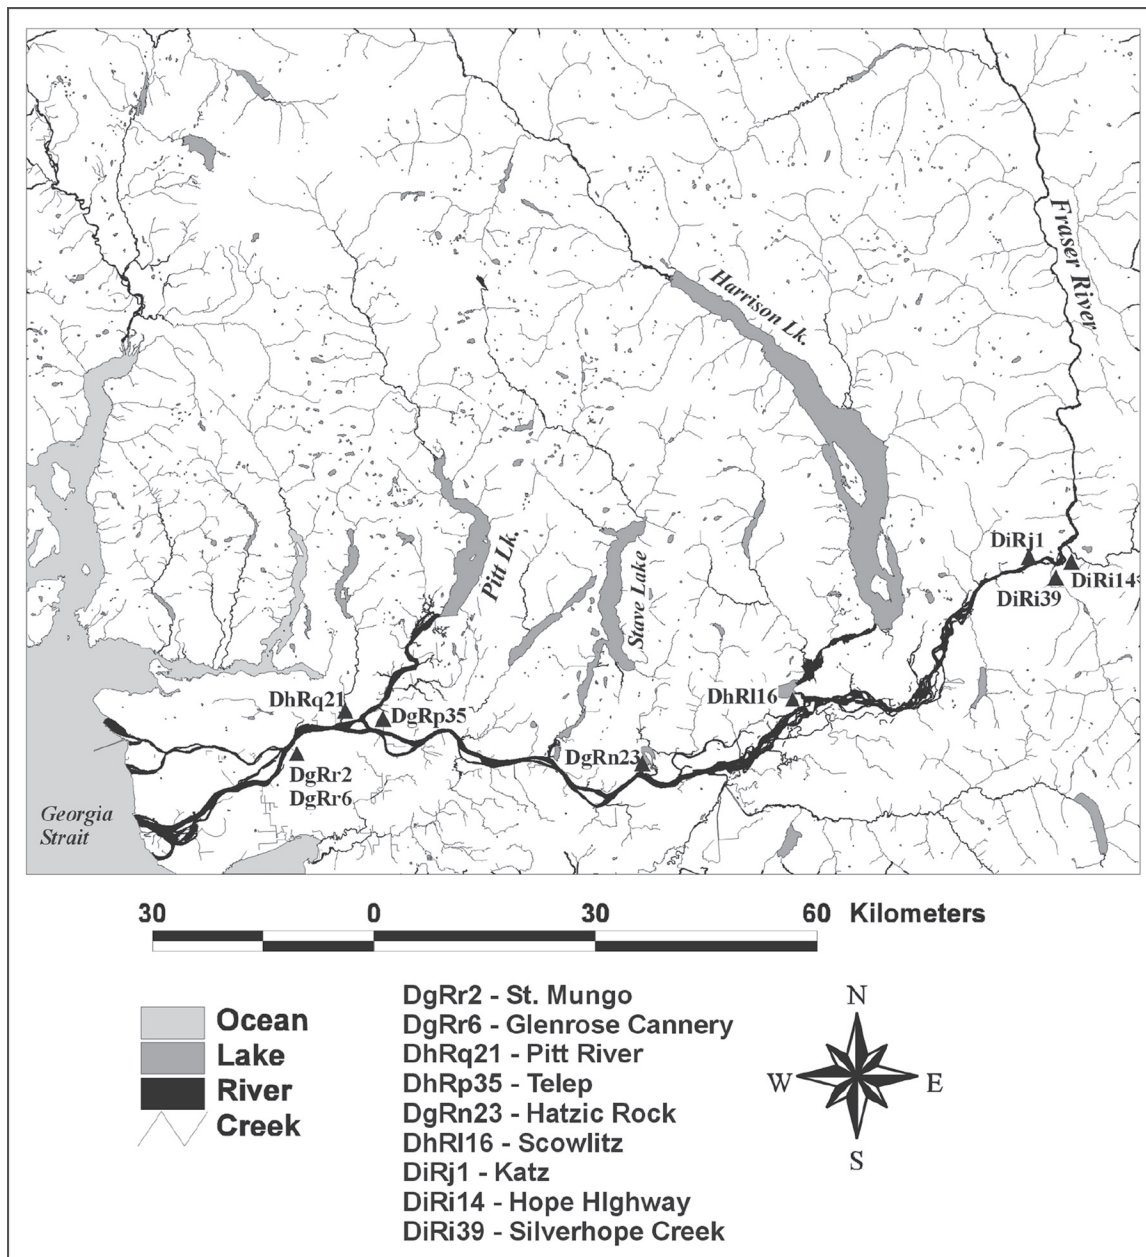 Fraser River
Harrison Lk.
DiRj1
DiRi14
DiRi39
Pitt Lk.
Stave Lake
DhRq21
DgRp35
DhRl16
DgRn23
DgRr2
DgRr6
Georgia
Strait
30 0 30 60 Kilometers
Ocean
Lake
River
Creek
DgRr2 - St. Mungo
DgRr6 - Glenrose Cannery
DhRq21 - Pitt River
DhRp35 - Telep
DgRn23 - Hatzic Rock
DhRl16 - Scowlitz
DiRj1 - Katz
DiRi14 - Hope HIghway
DiRi39 - Silverhope Creek
N
W E
S